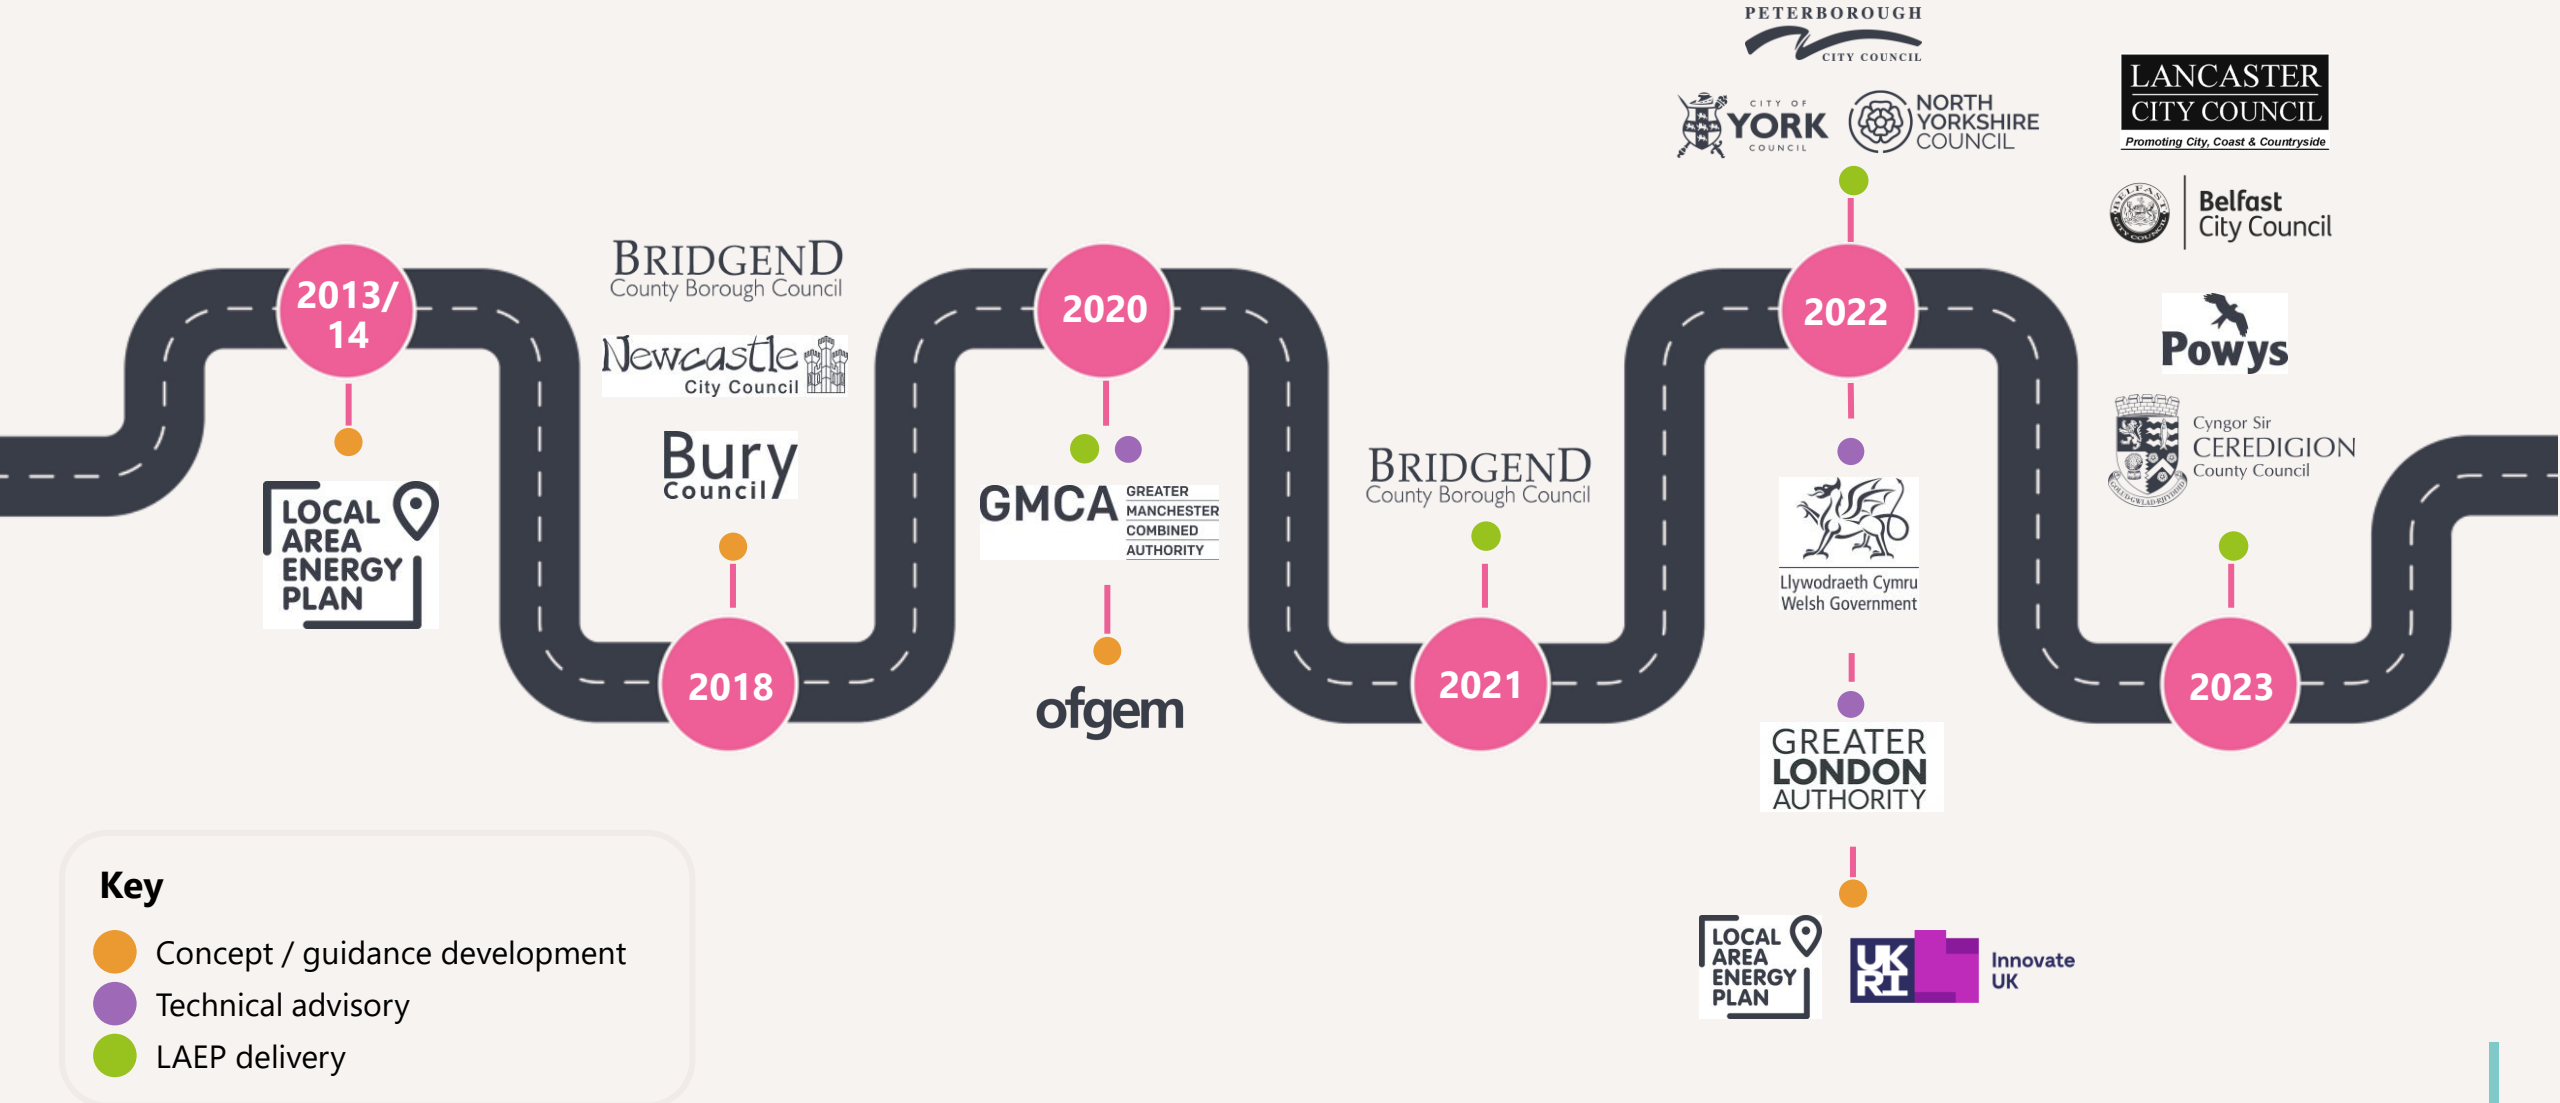 2013/
14
LOCAL
AREA
ENERGY
PLAN
BRIDGEND
County Borough Council
Newcastle
City Council
Bury
Council
2018
2020
GMCA
GREATER
MANCHESTER
COMBINED
AUTHORITY
ofgem
BRIDGEND
County Borough Council
2021
PETERBOROUGH
CITY COUNCIL
CITY OF
YORK
COUNCIL
NORTH
YORKSHIRE
COUNCIL
2022
Llywodraeth Cymru
Welsh Government
GREATER
LONDON
AUTHORITY
LOCAL
AREA
ENERGY
PLAN
UK
RI
Innovate
UK
LANCASTER
CITY COUNCIL
Promoting City, Coast & Countryside
BELFAST
CITY COUNCIL
Belfast
City Council
Powys
Cyngor Sir
CEREDIGION
County Council
2023
Key
Concept / guidance development
Technical advisory
LAEP delivery